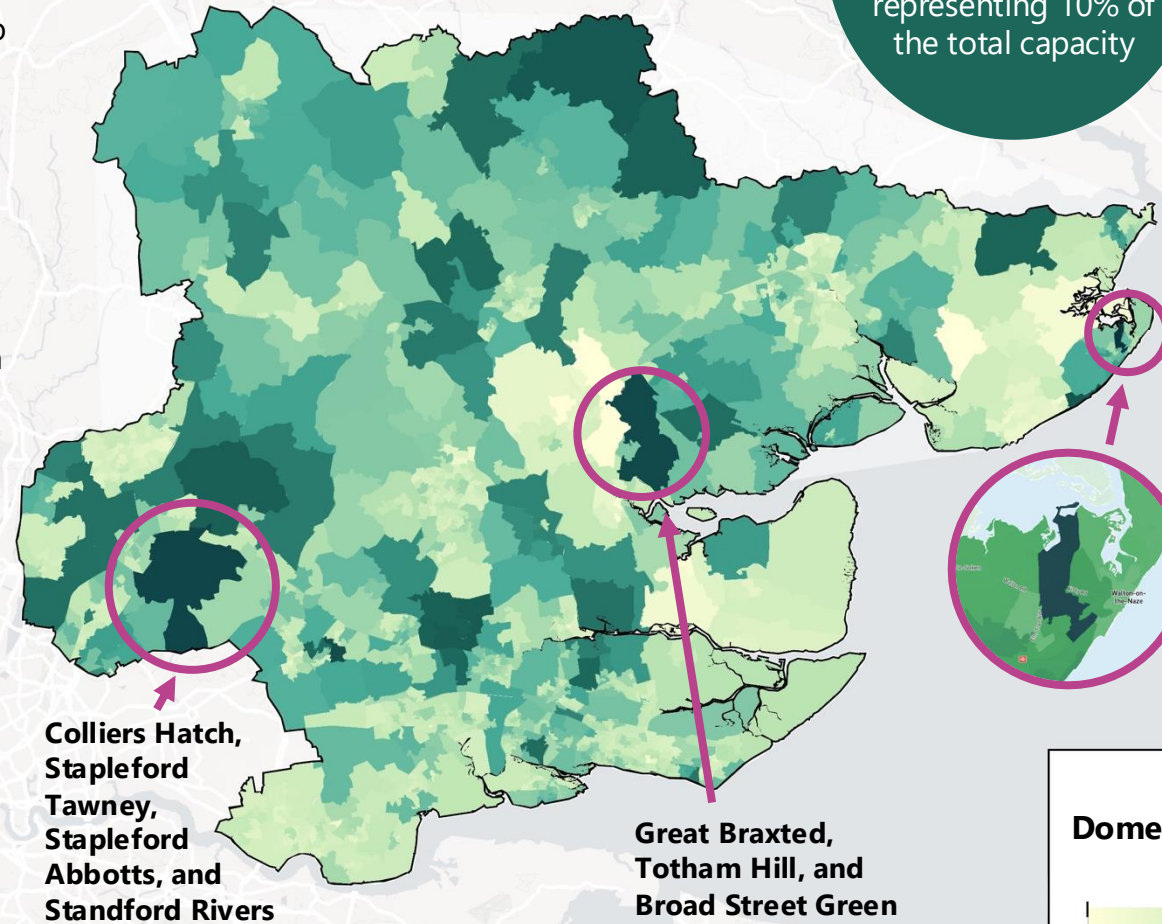 representing 10% of
the total capacity
Walton-on-
the-Naze
Colliers Hatch,
Stapleford
Tawney,
Stapleford
Abbotts, and
Standford Rivers
Great Braxted,
Totham Hill, and
Broad Street Green
Dome